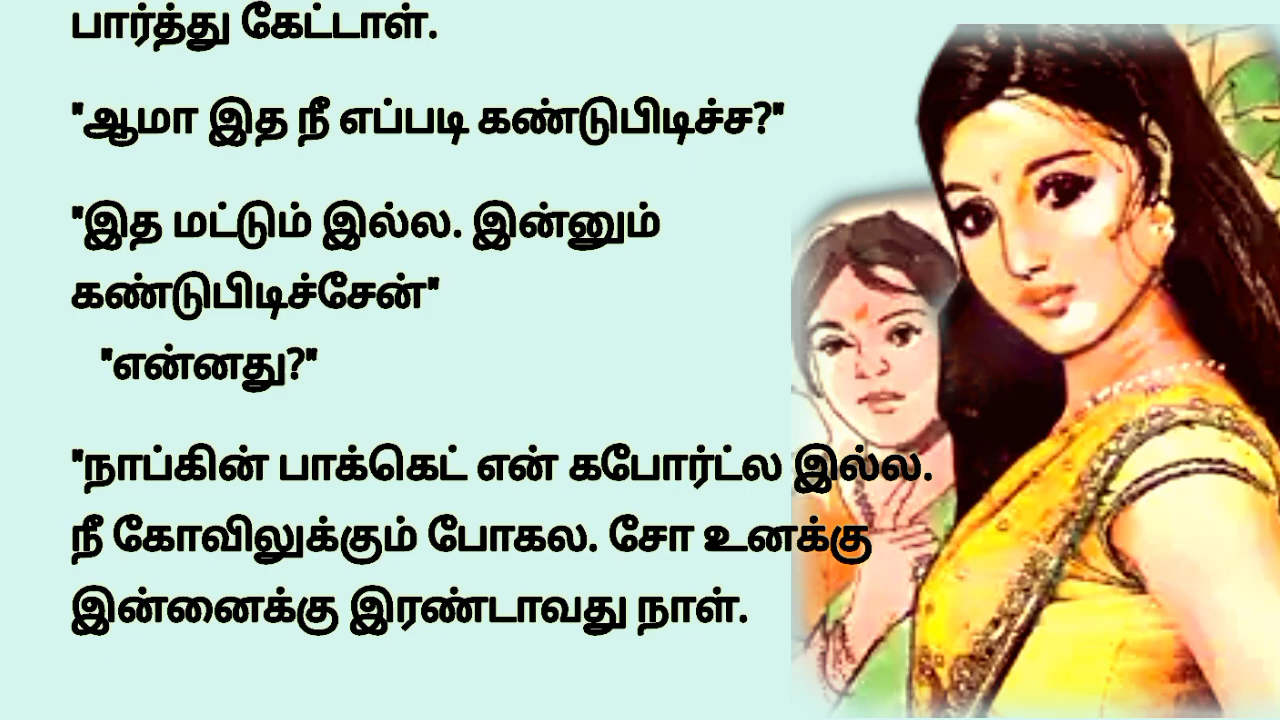 பார்த்து கேட்டாள்.
"ஆமா இத நீ எப்படி கண்டுபிடிச்ச?"
"இத மட்டும் இல்ல. இன்னும்
கண்டுபிடிச்சேன்"
"என்னது?"
"நாப்கின் பாக்கெட் என் கபோர்ட்ல இல்ல.
நீ கோவிலுக்கும் போகல. சோ உனக்கு
இன்னைக்கு இரண்டாவது நாள்.